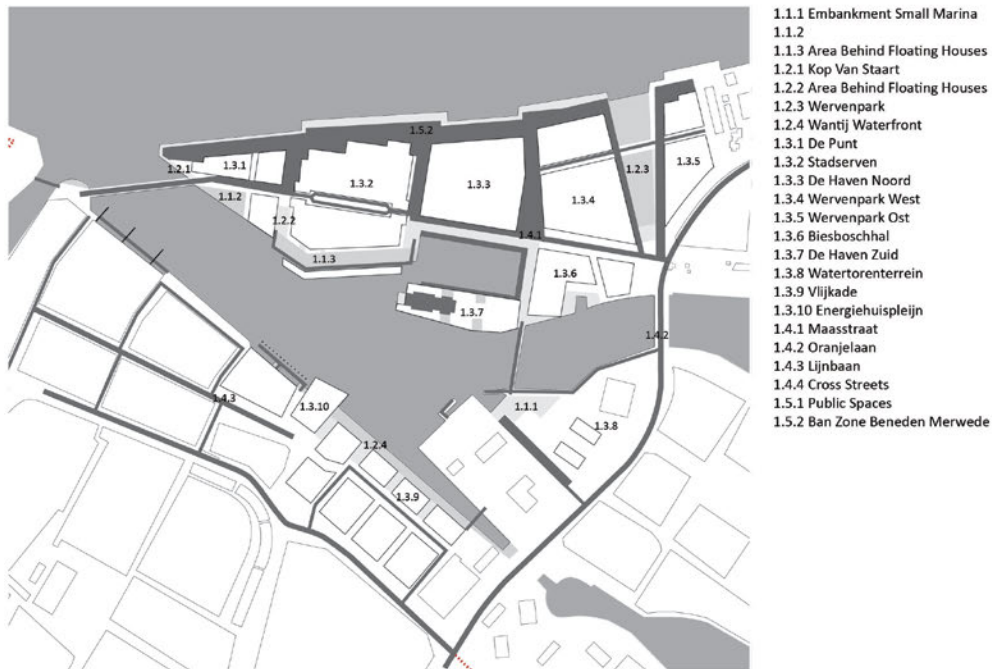 1.1.1 Embankment Small Marina
1.1.2
1.1.3 Area Behind Floating Houses
1.2.1 Kop Van Staart
1.2.2 Area Behind Floating Houses
1.2.3 Wervenpark
1.2.4 Wantij Waterfront
1.3.1 De Punt
1.3.2 Stadserven
1.3.3 De Haven Noord
1.3.4 Wervenpark West
1.3.5 Wervenpark Ost
1.3.6 Biesboschhal
1.3.7 De Haven Zuid
1.3.8 Watertorenterrein
1.3.9 Vlijkade
1.3.10 Energiehuispleijn
1.4.1 Maasstraat
1.4.2 Oranjelaan
1.4.3 Lijnbaan
1.4.4 Cross Streets
1.5.1 Public Spaces
1.5.2 Ban Zone Beneden Merwede
1.5.2
1.2.1
1.3.1
1.3.2
1.3.3
1.2.3
1.3.5
1.1.2
1.2.2
1.3.4
1.4.1
1.1.3
1.3.6
1.3.7
1.4.2
1.4.3
1.3.10
1.1.1
1.2.4
1.3.8
1.3.9